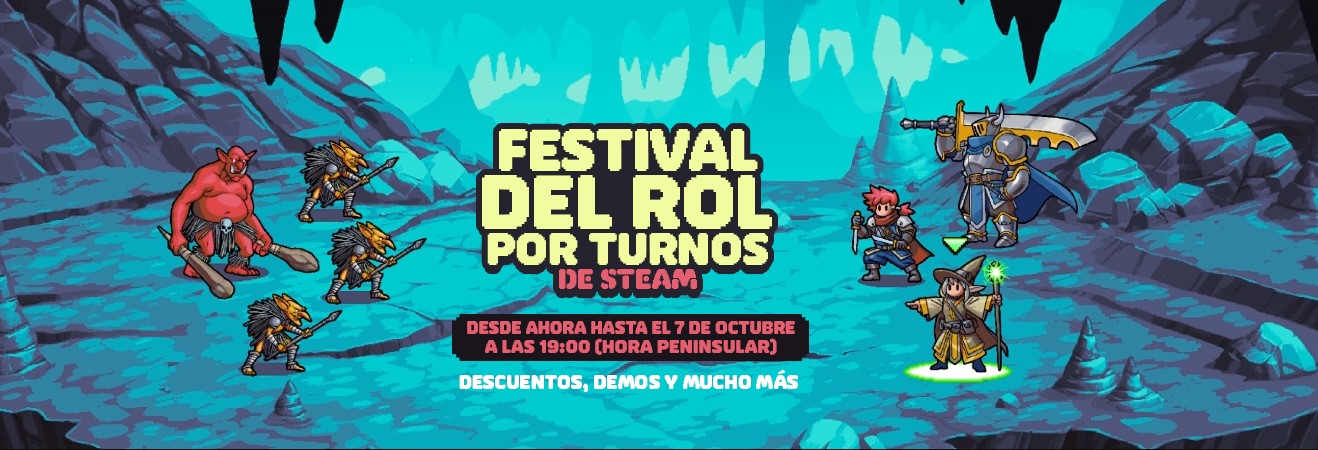 FESTIVAL
DEL ROL
POR TURNOS
DE STEAM
DESDE AHORA HASTA EL 7 DE OCTUBRE
A LAS 19:00 (HORA PENINSULAR)
DESCUENTOS, DEMOS Y MUCHO MÁS